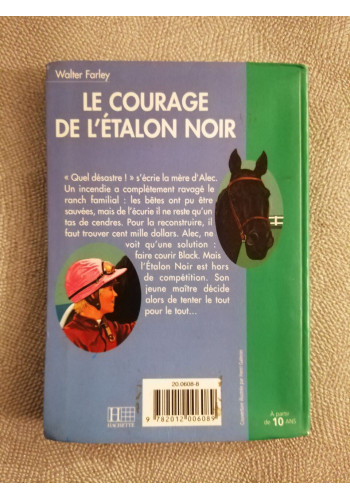 Walter Farley
LE COURAGE
DE L'ÉTALON NOIR
« Quel désastre ! » s'écrie la mère d'Alec.
Un incendie a complètement ravagé le
ranch familial : les bêtes ont pu être
sauvées, mais de l'écurie il ne reste qu'un
tas de cendres. Pour la reconstruire, il
faut trouver cent mille dollars. Alec, ne
voit qu'une solution :
faire courir Black. Mais
l'Étalon Noir est hors
de compétition. Son
jeune maître décide
alors de tenter le tout
pour le tout...
20.0608-8
9 782012 006089
H
HACHETTE
À partir
de 10 ANS